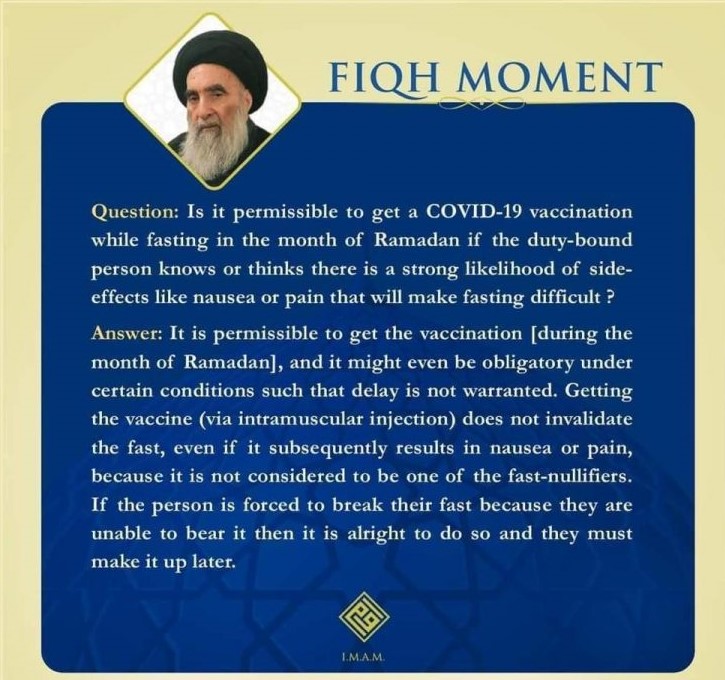 FIQH MOMENT
Question: Is it permissible to get a COVID-19 vaccination
while fasting in the month of Ramadan if the duty-bound
person knows or thinks there is a strong likelihood of side-
effects like nausea or pain that will make fasting difficult ?
Answer: It is permissible to get the vaccination [during the
month of Ramadan], and it might even be obligatory under
certain conditions such that delay is not warranted. Getting
the vaccine (via intramuscular injection) does not invalidate
the fast, even if it subsequently results in nausea or pain,
because it is not considered to be one of the fast-nullifiers.
If the person is forced to break their fast because they are
unable to bear it then it is alright to do so and they must
make it up later.
I.M.A.M.